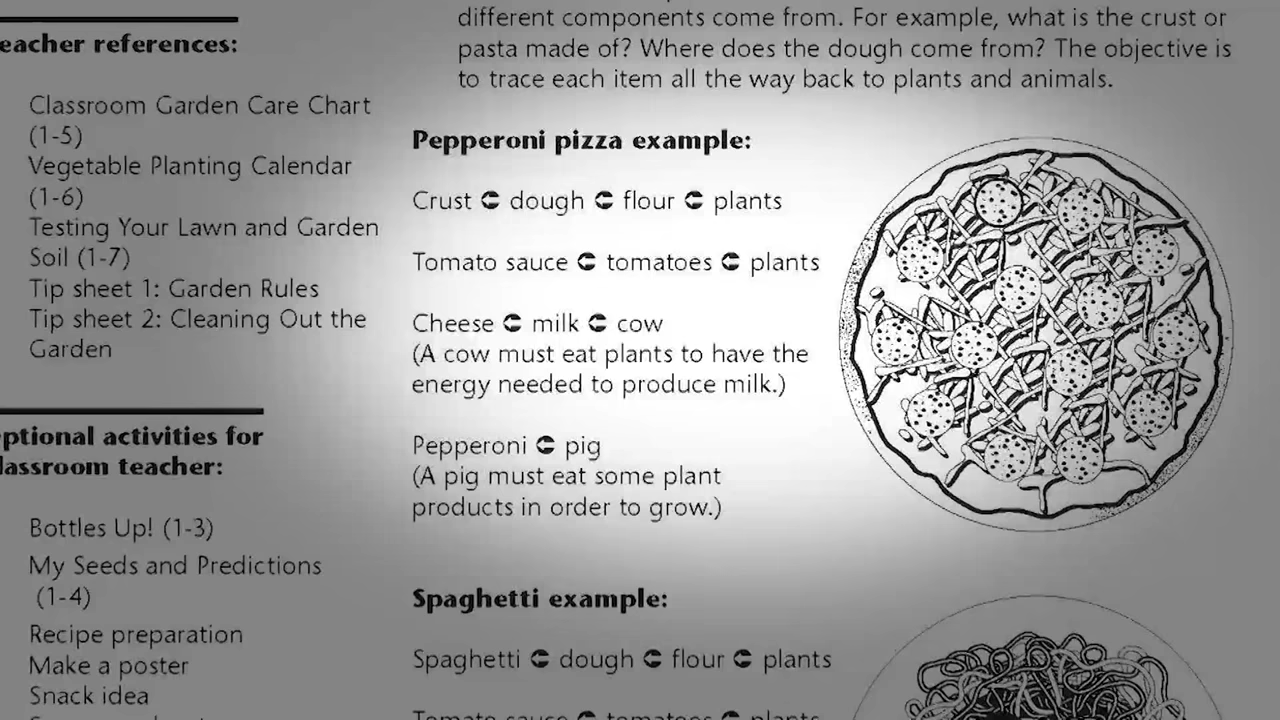 eacher references:
Classroom Garden Care Chart
(1-5)
Vegetable Planting Calendar
(1-6)
Testing Your Lawn and Garden
Soil (1-7)
Tip sheet 1: Garden Rules
Tip sheet 2: Cleaning Out the
Garden
ptional activities for
lassroom teacher:
Bottles Up! (1-3)
My Seeds and Predictions
(1-4)
Recipe preparation
Make a poster
Snack idea
different components come from. For example, what is the crust or
pasta made of? Where does the dough come from? The objective is
to trace each item all the way back to plants and animals.
Pepperoni pizza example:
Crust ➲ dough ➲ flour ➲ plants
Tomato sauce ➲ tomatoes ➲ plants
Cheese ➲ milk ➲ cow
(A cow must eat plants to have the
energy needed to produce milk.)
Pepperoni ➲ pig
(A pig must eat some plant
products in order to grow.)
Spaghetti example:
Spaghetti ➲ dough ➲ flour ➲ plants
Tomato sauce ➲ tomatoes ➲ plants